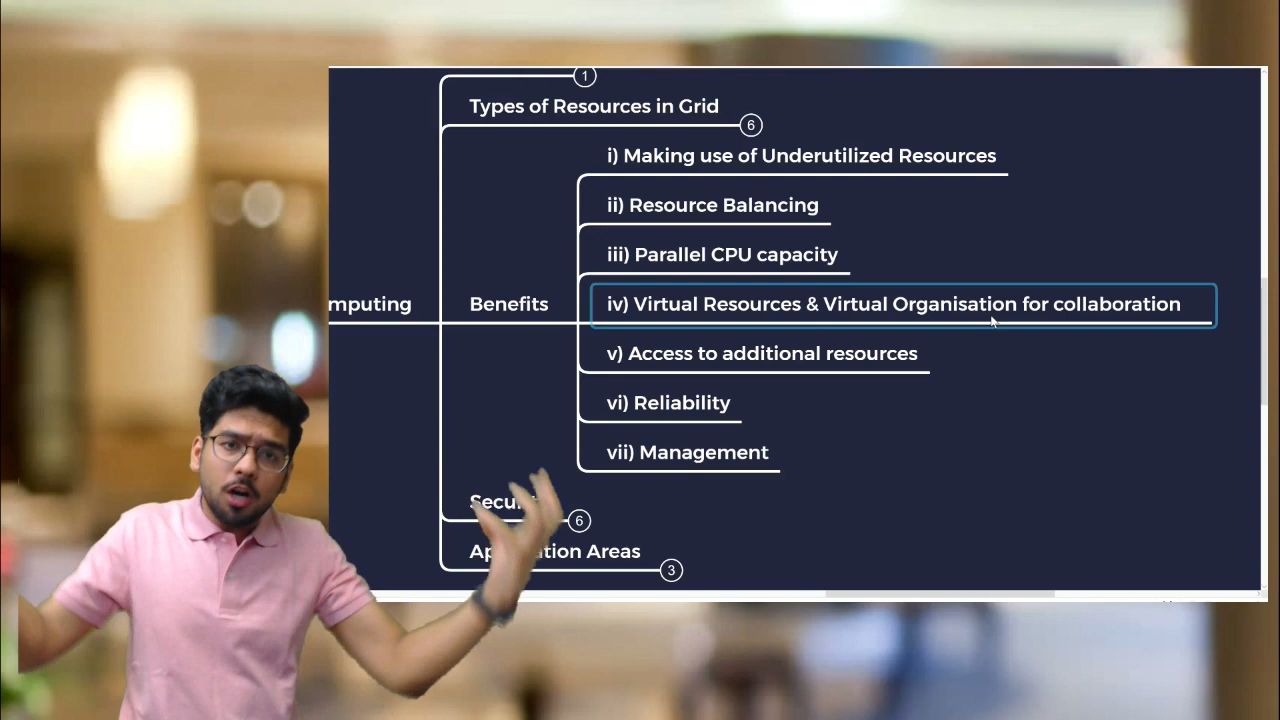 1
Types of Resources in Grid
6
i) Making use of Underutilized Resources
ii) Resource Balancing
iii) Parallel CPU capacity
mputing
Benefits
iv) Virtual Resources & Virtual Organisation for collaboration
v) Access to additional resources
vi) Reliability
vii) Management
6
Areas
3